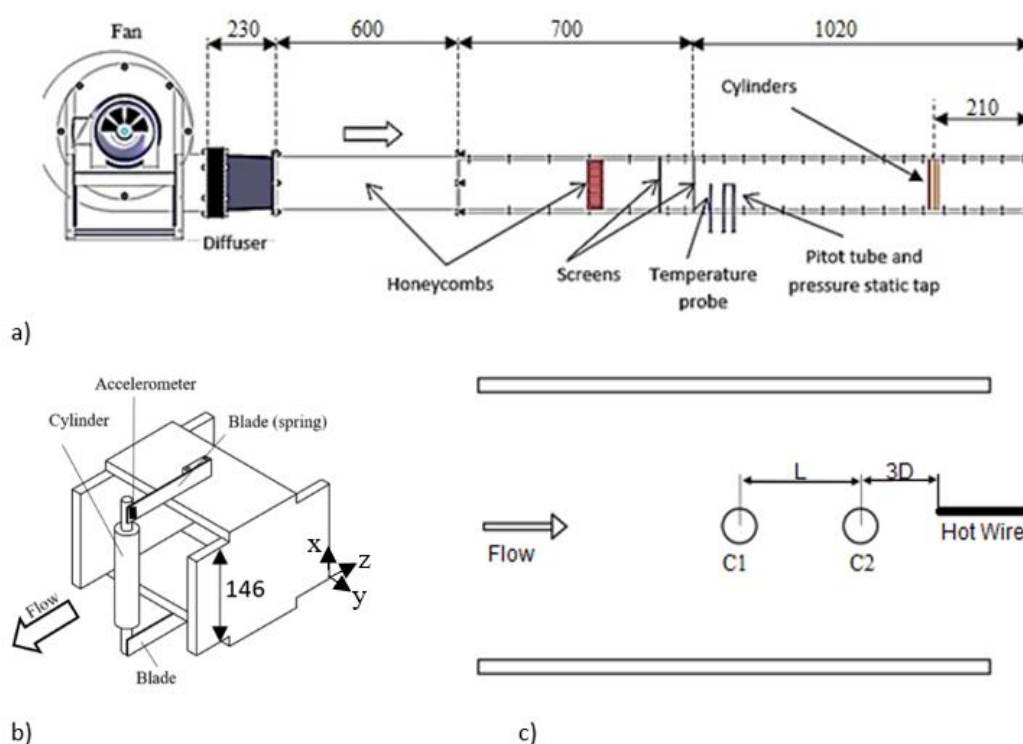 Fan
230
600
700
1020
Cylinders
210
Diffuser
Honeycombs
Screens
Temperature
probe
Pitot tube and
pressure static tap
a)
Accelerometer
Cylinder
Blade (spring)
x
z
y
146
Flow
Blade
b)
L
3D
Flow
C1
C2
Hot Wire
c)